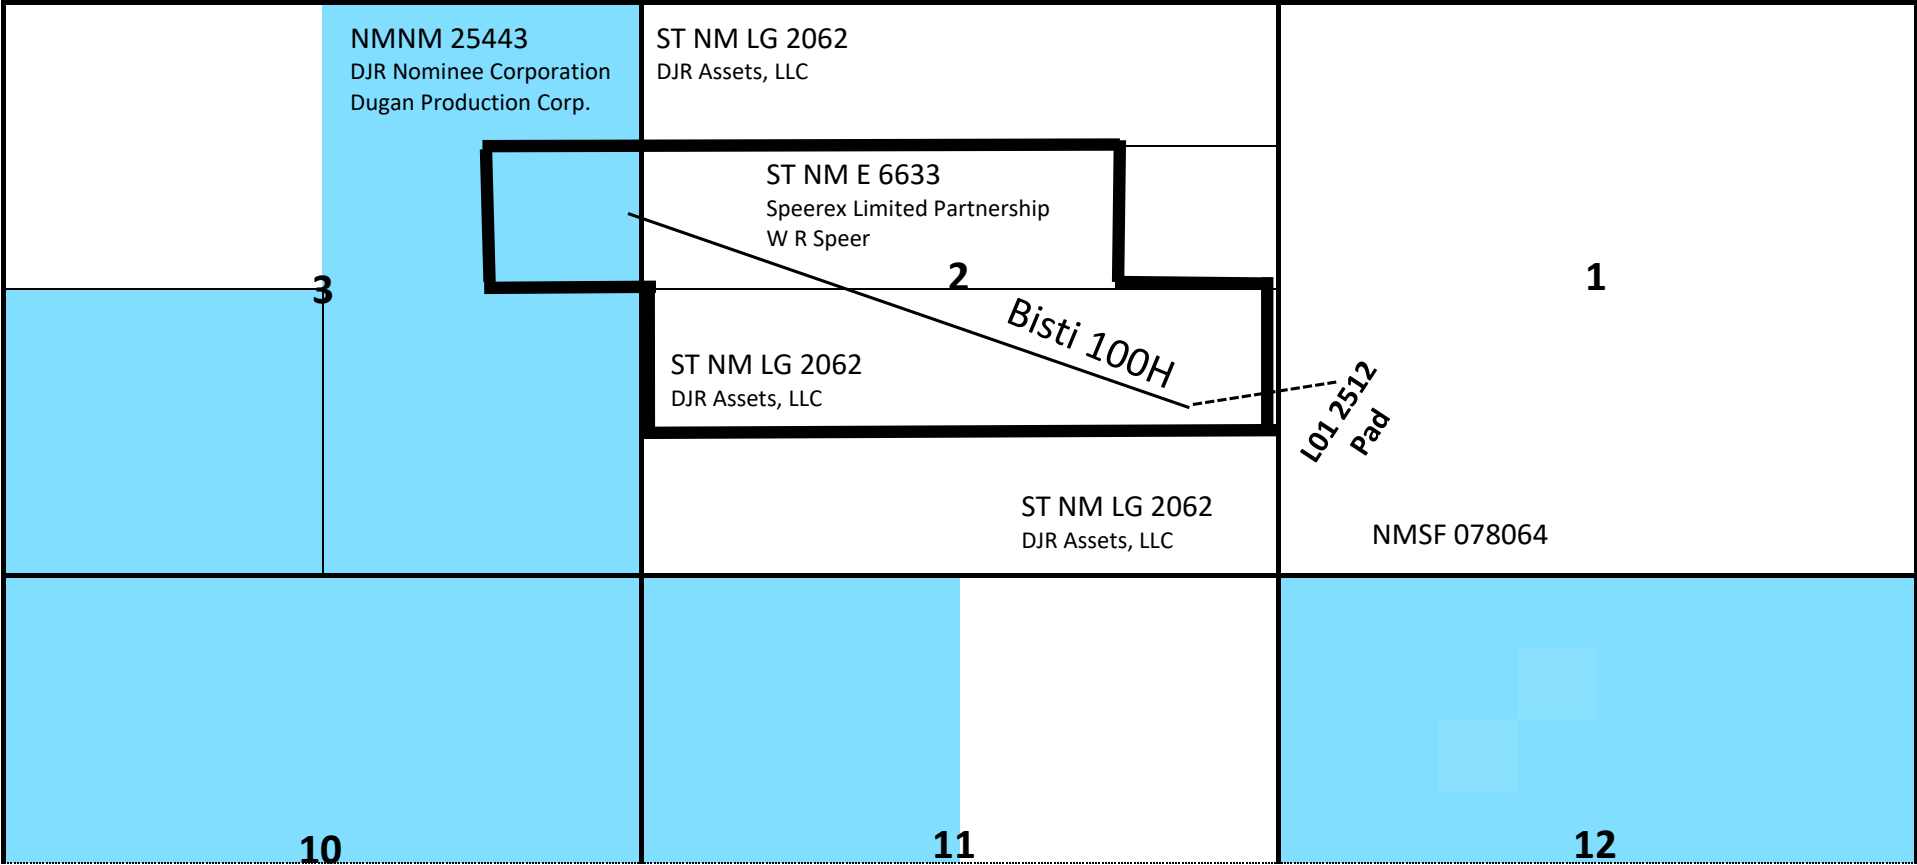 NMNM 25443
DJR Nominee Corporation
Dugan Production Corp.
ST NM LG 2062
DJR Assets, LLC
ST NM E 6633
Speerex Limited Partnership
W R Speer
3
2
1
Bisti 100H
ST NM LG 2062
DJR Assets, LLC
L01 2512
Pad
ST NM LG 2062
DJR Assets, LLC
NMSF 078064
10
11
12